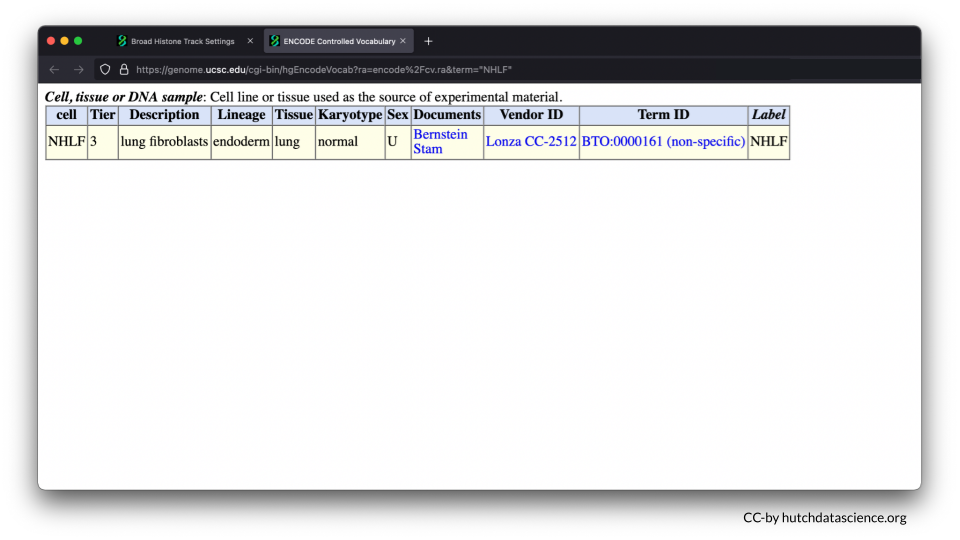 Broad Histone Track Settings × ENCODE Controlled Vocabulary × +
https://genome.ucsc.edu/cgi-bin/hgEncodeVocab?ra=encode%2Fcv.ra&term="NHLF"
Cell, tissue or DNA sample: Cell line or tissue used as the source of experimental material.
cell Tier Description Lineage Tissue Karyotype Sex Documents Vendor ID Term ID Label
NHLF 3 lung fibroblasts endoderm lung normal U Bernstein Lonza CC-2512 BTO:0000161 (non-specific) NHLF
Stam
CC-by hutchdatascience.org